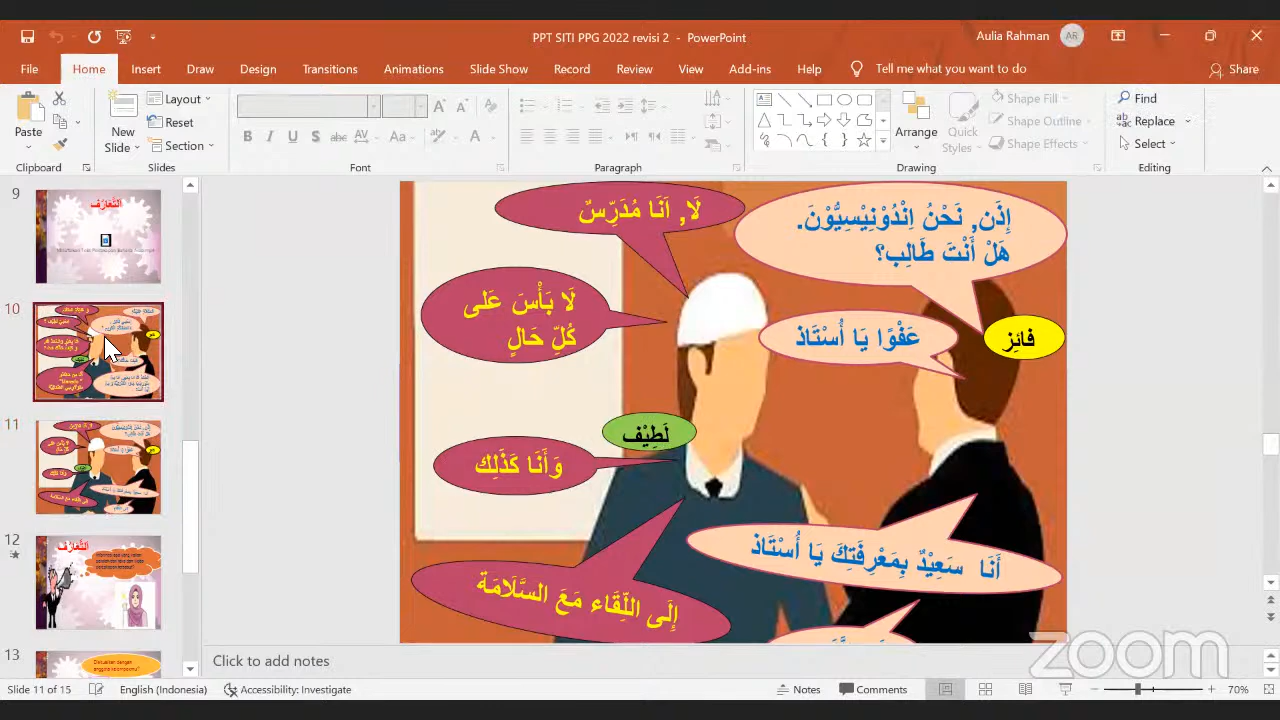 PPT SITI PPG 2022 revisi 2 - PowerPoint
Aulia Rahman
AR
File Home Insert Draw Design Transitions Animations Slide Show Record Review View Add-ins Help Tell me what you want to do Share
Paste
Clipboard
New Slide
Layout
Reset
Section
Slides
Font
Paragraph
Arrange
Quick Styles
Shape Fill
Shape Outline
Shape Effects
Drawing
Find
Replace
Select
Editing
9
10
11
12
13
لَا, اَنَا مُدَرِّسٌ
إِذَن, نَحْنُ اِنْدُوْنِيْسِيُّوْنَ.
هَلْ أَنْتَ طَالِب؟
لَا بَأْسَ عَلى
كُلِّ حَالٍ
عَفْوًا يَا أُسْتَاذ
فائِز
لَطِيْف
وَأَنَا كَذٰلِك
أَنَا سَعِيْدٌ بِمَعْرِفَتِكَ يَا أُسْتَاذ
إِلَى اللِّقَاء مَعَ السَّلَامَة
Click to add notes
zoom
Slide 11 of 15
English (Indonesia)
Accessibility: Investigate
Notes
Comments
70%